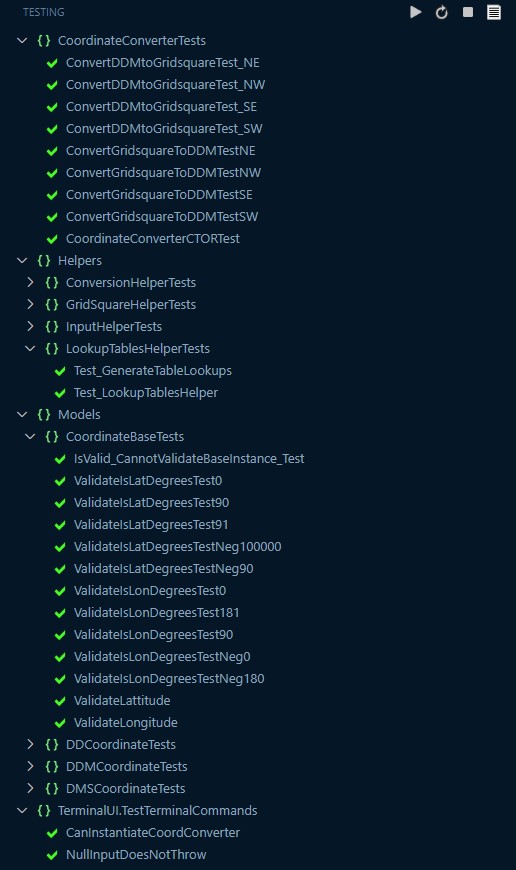 TESTING
{ } CoordinateConverterTests
ConvertDDMtoGridsquareTest_NE
ConvertDDMtoGridsquareTest_NW
ConvertDDMtoGridsquareTest_SE
ConvertDDMtoGridsquareTest_SW
ConvertGridsquareToDDMTestNE
ConvertGridsquareToDDMTestNW
ConvertGridsquareToDDMTestSE
ConvertGridsquareToDDMTestSW
CoordinateConverterCTORTest
{ } Helpers
{ } ConversionHelperTests
{ } GridSquareHelperTests
{ } InputHelperTests
{ } LookupTablesHelperTests
Test_GenerateTableLookups
Test_LookupTablesHelper
{ } Models
{ } CoordinateBaseTests
IsValid_CannotValidateBaseInstance_Test
ValidateIsLatDegreesTest0
ValidateIsLatDegreesTest90
ValidateIsLatDegreesTest91
ValidateIsLatDegreesTestNeg100000
ValidateIsLatDegreesTestNeg90
ValidateIsLonDegreesTest0
ValidateIsLonDegreesTest181
ValidateIsLonDegreesTest90
ValidateIsLonDegreesTestNeg0
ValidateIsLonDegreesTestNeg180
ValidateLattitude
ValidateLongitude
{ } DDCoordinateTests
{ } DDMCoordinateTests
{ } DMSCoordinateTests
{ } TerminalUI.TestTerminalCommands
CanInstantiateCoordConverter
NullInputDoesNotThrow